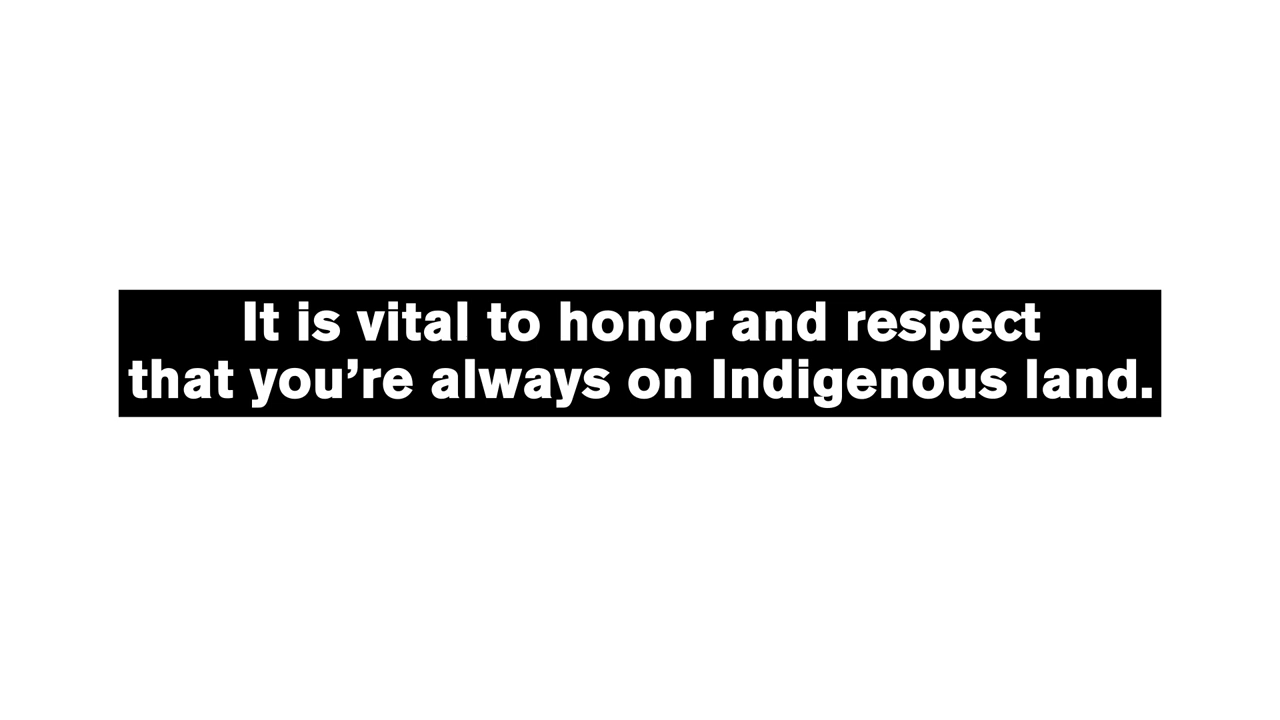 It is vital to honor and respect
that you’re always on Indigenous land.